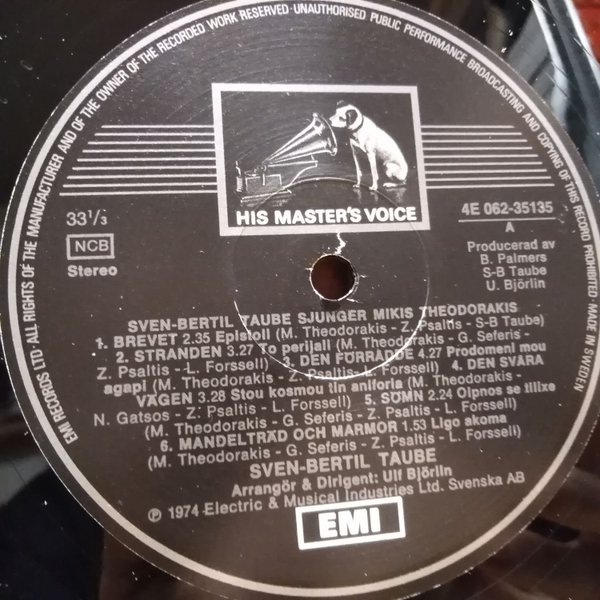 EMI RECORDS LTD ALL RIGHTS OF THE MANUFACTURER AND OF THE OWNER OF THE RECORDED WORK RESERVED · UNAUTHORISED PUBLIC PERFORMANCE BROADCASTING AND COPYING OF THIS RECORD PROHIBITED. MADE IN SWEDEN
HIS MASTER'S VOICE
33 1/3
NCB
Stereo
4E 062-35135
A
Producerad av
B. Palmers
S-B Taube
U. Björlin
SVEN-BERTIL TAUBE SJUNGER MIKIS THEODORAKIS
1. BREVET 2.35 Epistoli (M. Theodorakis - Z. Psaltis - S-B Taube)
2. STRANDEN 3.27 To perijali (M. Theodorakis - G. Seferis -
Z. Psaltis - L. Forssell) 3. DEN FÖRRÅDDE 4.27 Prodomeni mou
agapi (M. Theodorakis - Z. Psaltis - L. Forssell) 4. DEN SVÅRA
VÄGEN 3.28 Stou kosmou tin aniforia (M. Theodorakis -
N. Gatsos - Z. Psaltis - L. Forssell) 5. SÖMN 2.24 Oipnos se tilixe
(M. Theodorakis - G. Seferis - Z. Psaltis - L. Forssell)
6. MANDELTRÄD OCH MARMOR 1.53 Ligo akoma
(M. Theodorakis - G. Seferis - Z. Psaltis - L. Forssell)
SVEN-BERTIL TAUBE
Arrangör & Dirigent: Ulf Björlin
℗ 1974 Electric & Musical Industries Ltd. Svenska AB
EMI